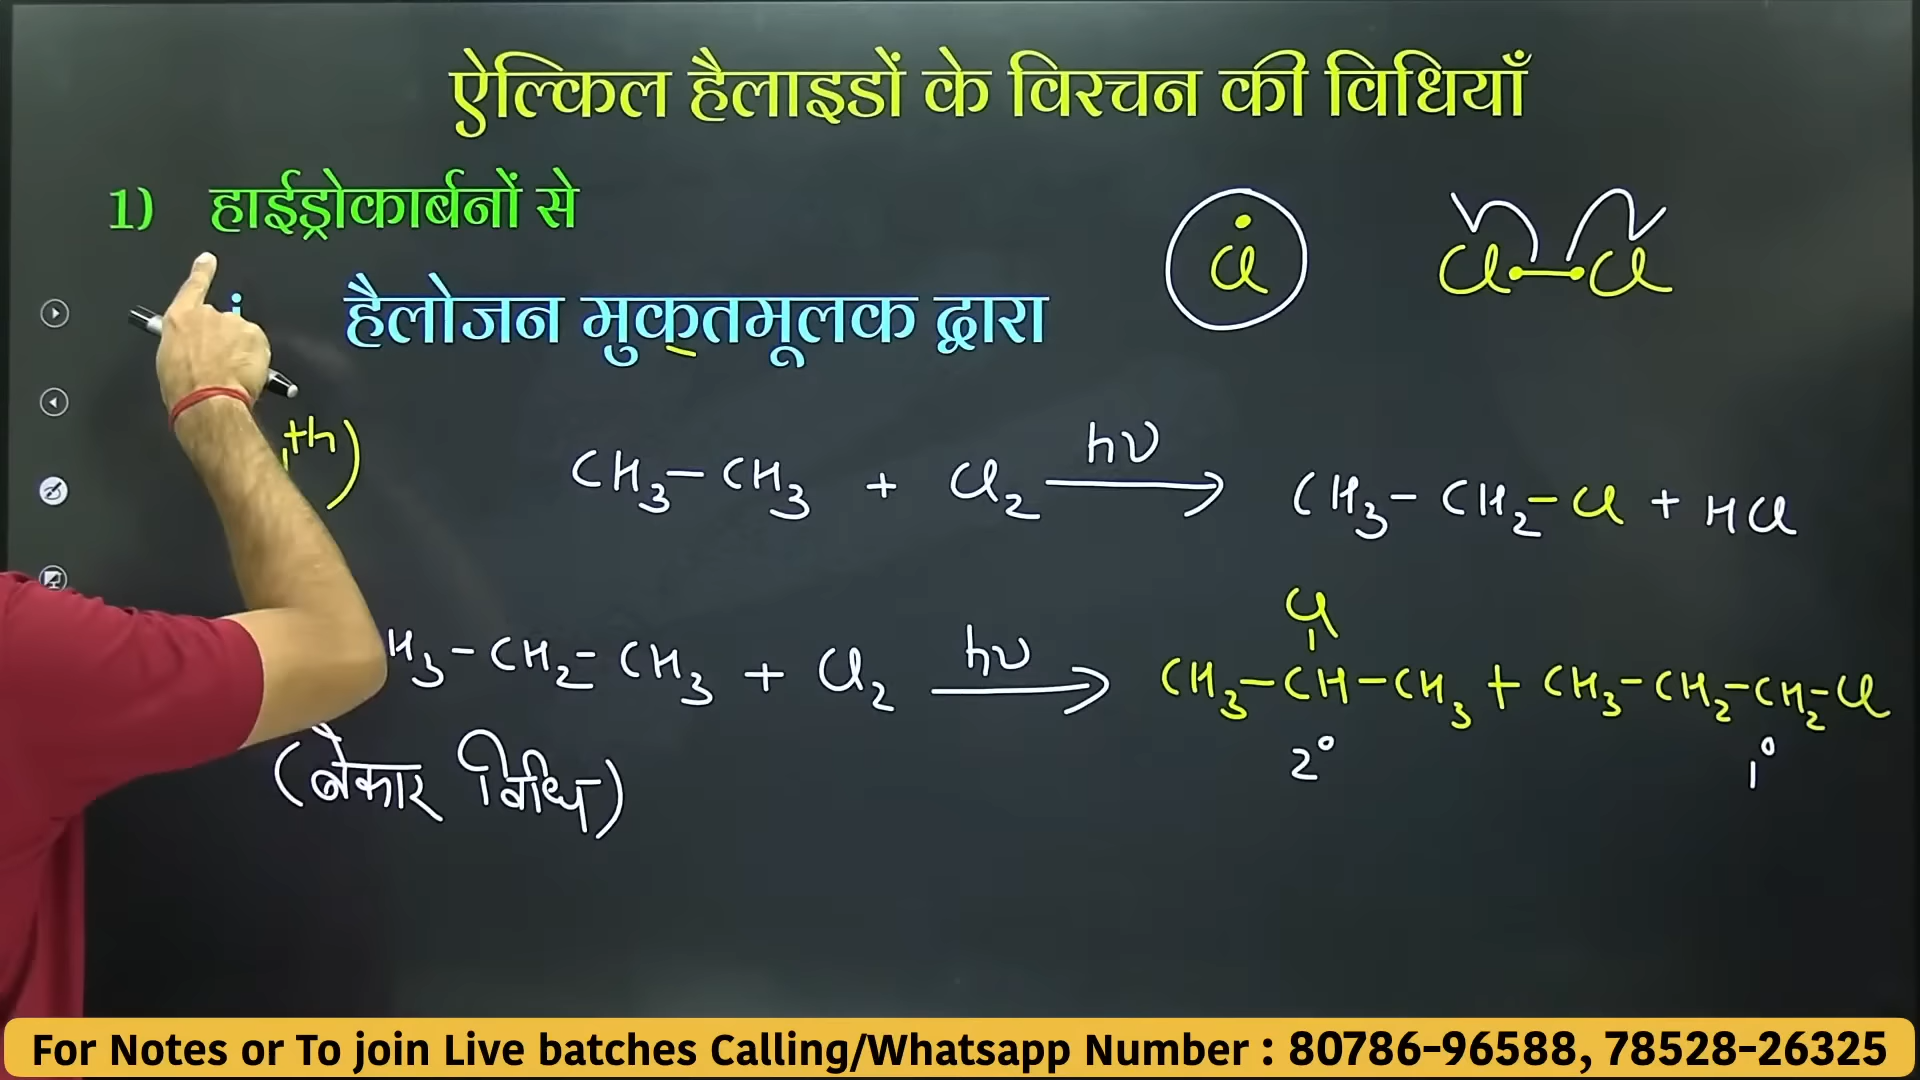 ऐल्किल हैलाइडों के विरचन की विधियाँ
1) हाईड्रोकार्बनों से
i हैलोजन मुक्तमूलक द्वारा
Cl
Cl-Cl
th)
CH3-CH3 + Cl2 hν → CH3-CH2-Cl + HCl
Cl
H3-CH2-CH3 + Cl2 hν → CH3-CH-CH3 + CH3-CH2-CH2-Cl
2° 1°
(बेकार विधि)
For Notes or To join Live batches Calling/Whatsapp Number : 80786-96588, 78528-26325